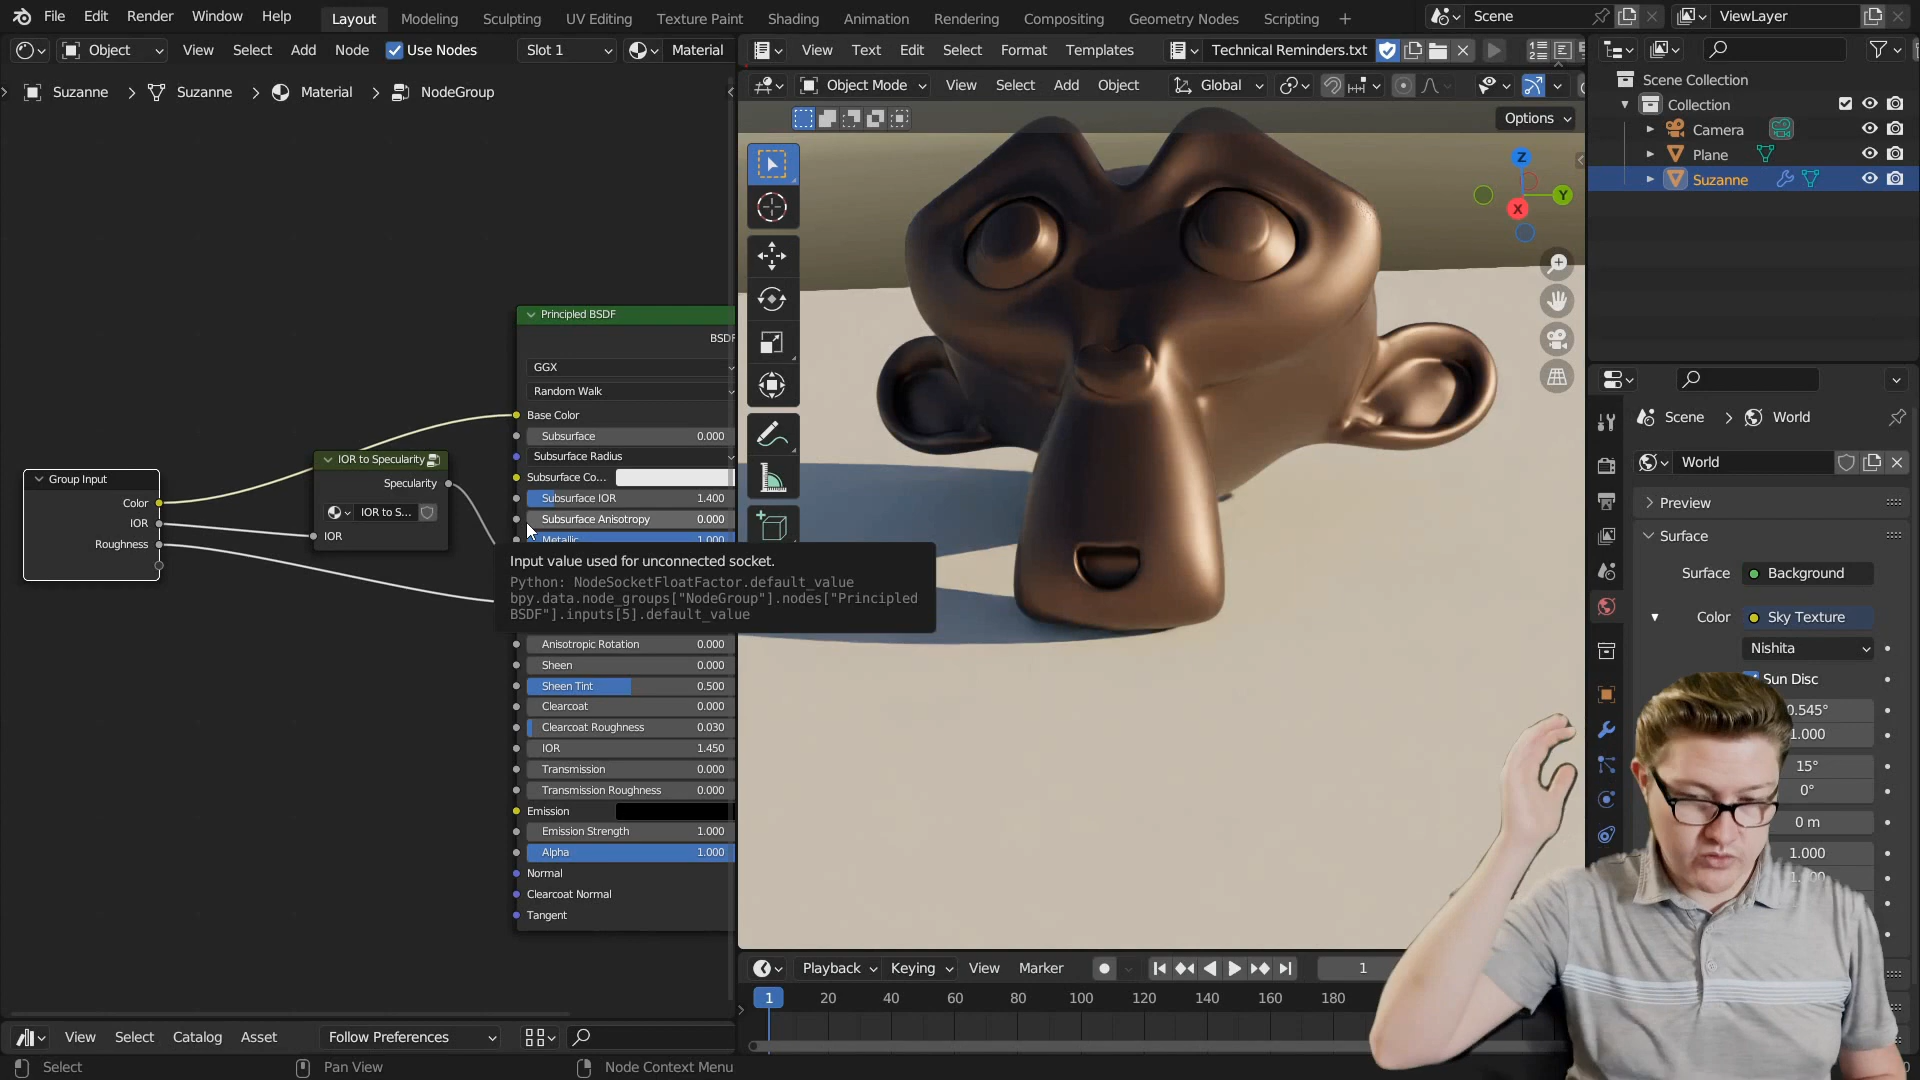 File Edit Render Window Help Layout Modeling Sculpting UV Editing Texture Paint Shading Animation Rendering Compositing Geometry Nodes Scripting Scene ViewLayer
Object View Select Add Node Use Nodes Slot 1 Material
View Text Edit Select Format Templates Technical Reminders.txt
Suzanne Suzanne Material NodeGroup
Object Mode View Select Add Object Global
Options
Z
Y
X
Scene Collection
Collection
Camera
Plane
Suzanne
Principled BSDF
BSDF
GGX
Random Walk
Base Color
Subsurface 0.000
Subsurface Radius
Subsurface Co...
Subsurface IOR 1.400
Subsurface Anisotropy 0.000
Metallic 1.000
Group Input
Color
IOR
Roughness
IOR to Specularity
Specularity
IOR to S...
IOR
Input value used for unconnected socket.
Python: NodeSocketFloatFactor.default_value
bpy.data.node_groups["NodeGroup"].nodes["Principled
BSDF"].inputs[5].default_value
Anisotropic Rotation 0.000
Sheen 0.000
Sheen Tint 0.500
Clearcoat 0.000
Clearcoat Roughness 0.030
IOR 1.450
Transmission 0.000
Transmission Roughness 0.000
Emission
Emission Strength 1.000
Alpha 1.000
Normal
Clearcoat Normal
Tangent
Scene World
World
Preview
Surface
Surface Background
Color Sky Texture
Nishita
Sun Disc
0.545°
1.000
15°
0°
0 m
1.000
Playback Keying View Marker 1
1 20 40 60 80 100 120 140 160 180
View Select Catalog Asset Follow Preferences
Select Pan View Node Context Menu